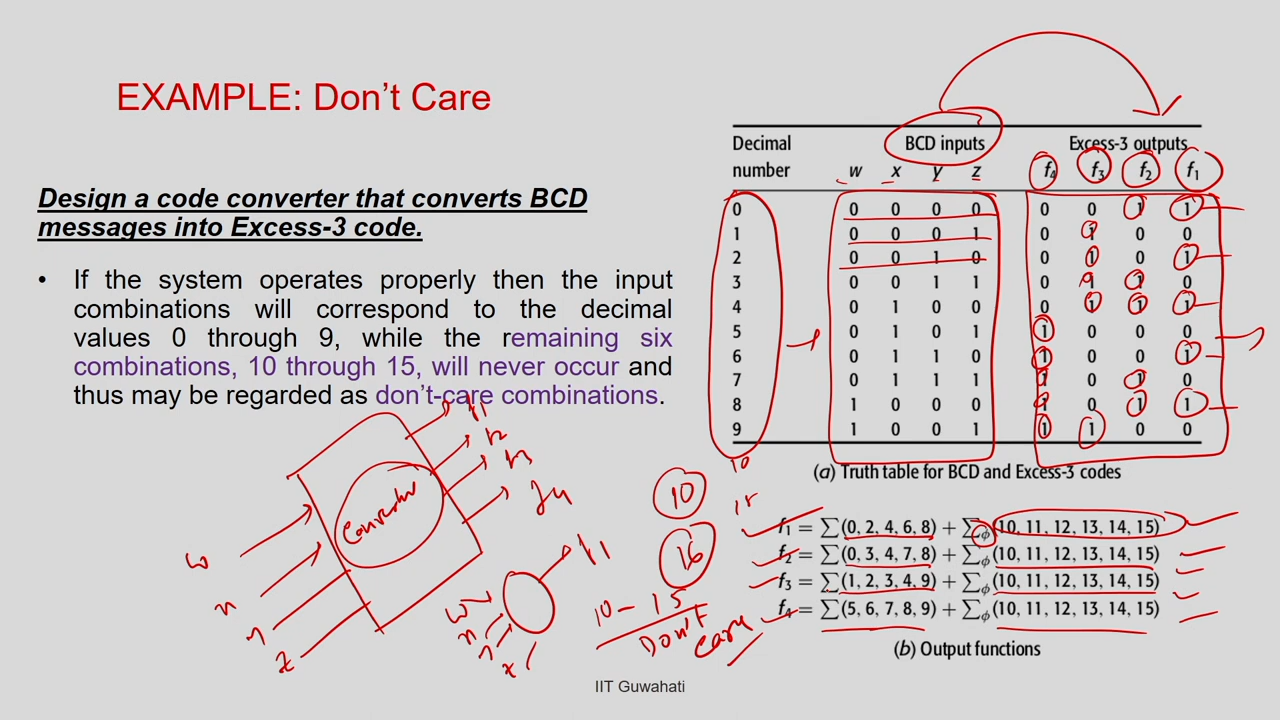 EXAMPLE: Don't Care
Design a code converter that converts BCD
messages into Excess-3 code.
• If the system operates properly then the input
combinations will correspond to the decimal
values 0 through 9, while the remaining six
combinations, 10 through 15, will never occur and
thus may be regarded as don't-care combinations.
Decimal BCD inputs Excess-3 outputs
number w x y z f4 f3 f2 f1
0 0 0 0 0 0 0 1 1
1 0 0 0 1 0 1 0 0
2 0 0 1 0 0 1 0 1
3 0 0 1 1 0 1 1 0
4 0 1 0 0 0 1 1 1
5 0 1 0 1 1 0 0 0
6 0 1 1 0 1 0 0 1
7 0 1 1 1 1 0 1 0
8 1 0 0 0 1 0 1 1
9 1 0 0 1 1 1 0 0
(a) Truth table for BCD and Excess-3 codes
f1 = ∑(0, 2, 4, 6, 8) + ∑ϕ(10, 11, 12, 13, 14, 15)
f2 = ∑(0, 3, 4, 7, 8) + ∑ϕ(10, 11, 12, 13, 14, 15)
f3 = ∑(1, 2, 3, 4, 9) + ∑ϕ(10, 11, 12, 13, 14, 15)
f4 = ∑(5, 6, 7, 8, 9) + ∑ϕ(10, 11, 12, 13, 14, 15)
(b) Output functions
f1
f2
f3
f4
w
x
y
z
f1
w
x
y
10
16
10 - 15
Don't
Care
10
15
IIT Guwahati